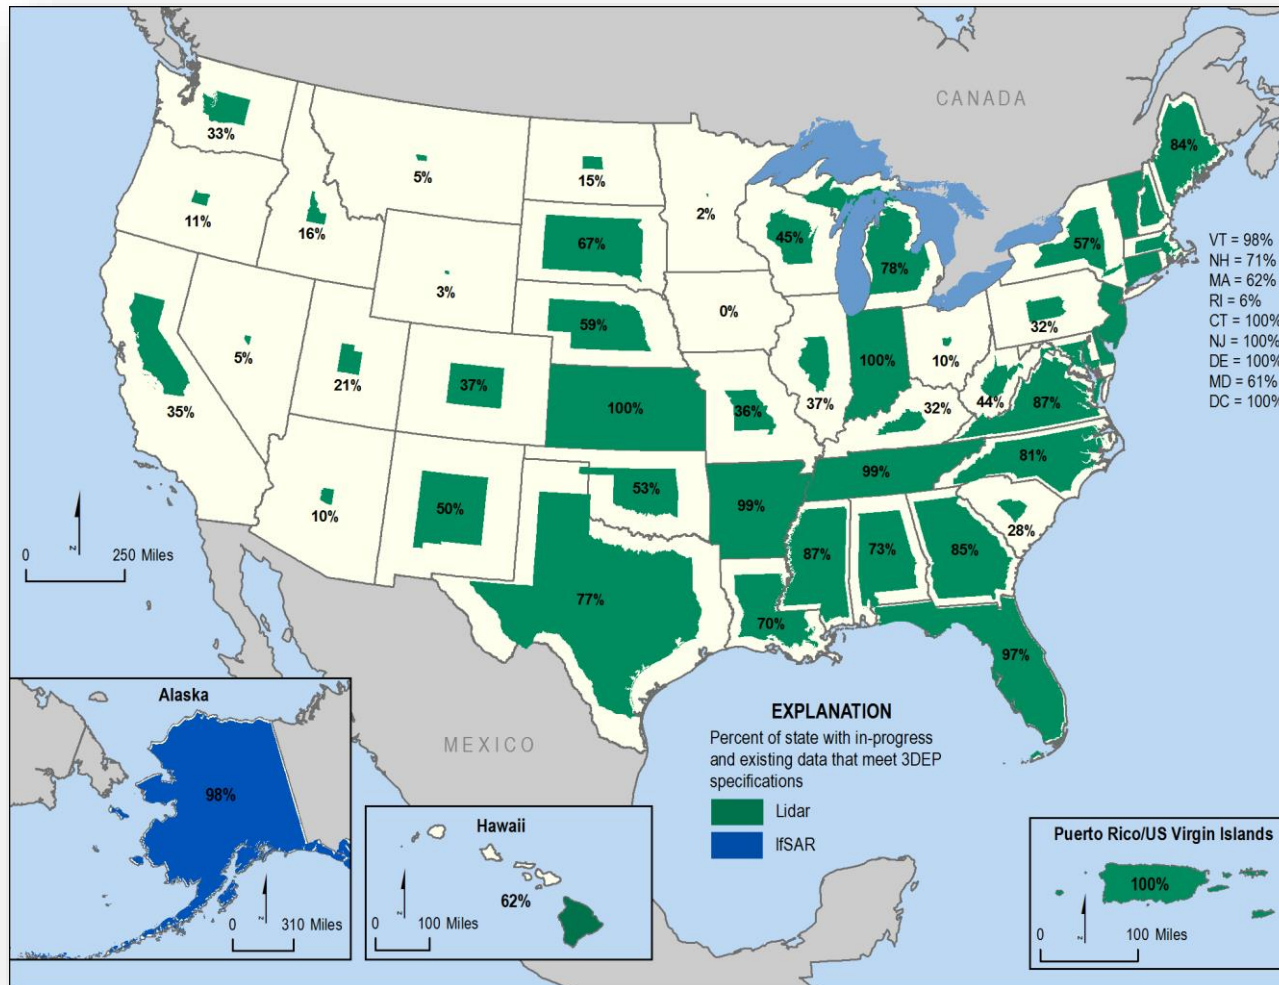 CANADA
84%
33%
5%
15%
2%
11%
16%
67%
45%
78%
57%
VT = 98%
NH = 71%
MA = 62%
RI = 6%
CT = 100%
NJ = 100%
DE = 100%
MD = 61%
DC = 100%
3%
59%
0%
32%
35%
5%
21%
37%
100%
36%
37%
100%
10%
32%
44%
87%
10%
50%
53%
99%
99%
81%
28%
87%
73%
85%
77%
70%
97%
z
0 250 Miles
MEXICO
EXPLANATION
Percent of state with in-progress
and existing data that meet 3DEP
specifications
Lidar
IfSAR
Alaska
98%
z
0 310 Miles
Hawaii
62%
z
0 100 Miles
Puerto Rico/US Virgin Islands
100%
z
0 100 Miles